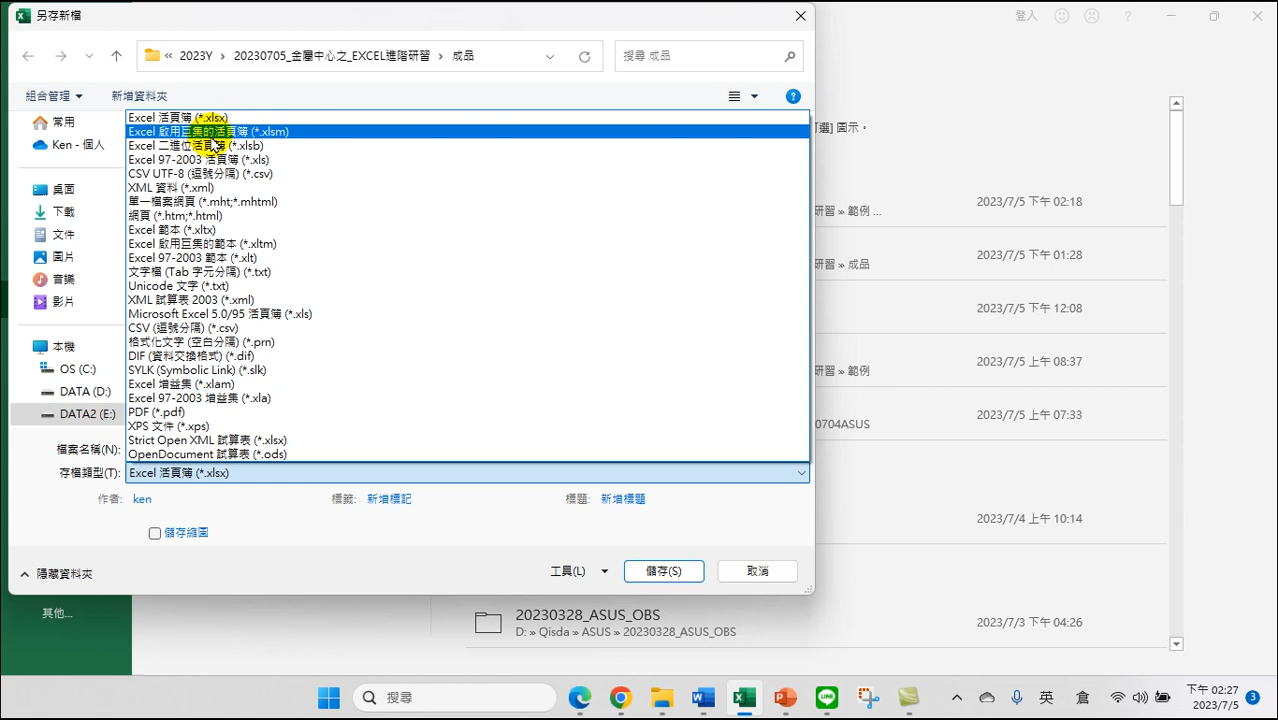 另存新檔
登入
?
« 2023Y › 20230705_金屬中心之_EXCEL進階研習 › 成品
搜尋 成品
組合管理
新增資料夾
?
常用
Ken - 個人
桌面
下載
文件
圖片
音樂
影片
本機
OS (C:)
DATA (D:)
DATA2 (E:)
Excel 活頁簿 (*.xlsx)
Excel 啟用巨集的活頁簿 (*.xlsm)
Excel 二進位活頁簿 (*.xlsb)
Excel 97-2003 活頁簿 (*.xls)
CSV UTF-8 (逗號分隔) (*.csv)
XML 資料 (*.xml)
單一檔案網頁 (*.mht;*.mhtml)
網頁 (*.htm;*.html)
Excel 範本 (*.xltx)
Excel 啟用巨集的範本 (*.xltm)
Excel 97-2003 範本 (*.xlt)
文字檔 (Tab 字元分隔) (*.txt)
Unicode 文字 (*.txt)
XML 試算表 2003 (*.xml)
Microsoft Excel 5.0/95 活頁簿 (*.xls)
CSV (逗號分隔) (*.csv)
格式化文字 (空白分隔) (*.prn)
DIF (資料交換格式) (*.dif)
SYLK (Symbolic Link) (*.slk)
Excel 增益集 (*.xlam)
Excel 97-2003 增益集 (*.xla)
PDF (*.pdf)
XPS 文件 (*.xps)
Strict Open XML 試算表 (*.xlsx)
OpenDocument 試算表 (*.ods)
檔案名稱(N):
存檔類型(T): Excel 活頁簿 (*.xlsx)
作者: ken 標籤: 新增標記 標題: 新增標題
儲存縮圖
隱藏資料夾
工具(L) 儲存(S) 取消
選] 圖示。
研習 » 範例 ... 2023/7/5 下午 02:18
研習 » 成品 2023/7/5 下午 01:28
2023/7/5 下午 12:08
研習 » 範例 2023/7/5 上午 08:37
0704ASUS 2023/7/5 上午 07:33
2023/7/4 上午 10:14
其他...
20230328_ASUS_OBS
D: » Qisda » ASUS » 20230328_ASUS_OBS
2023/7/3 下午 04:26
搜尋
英
倉
下午 02:27
2023/7/5
3